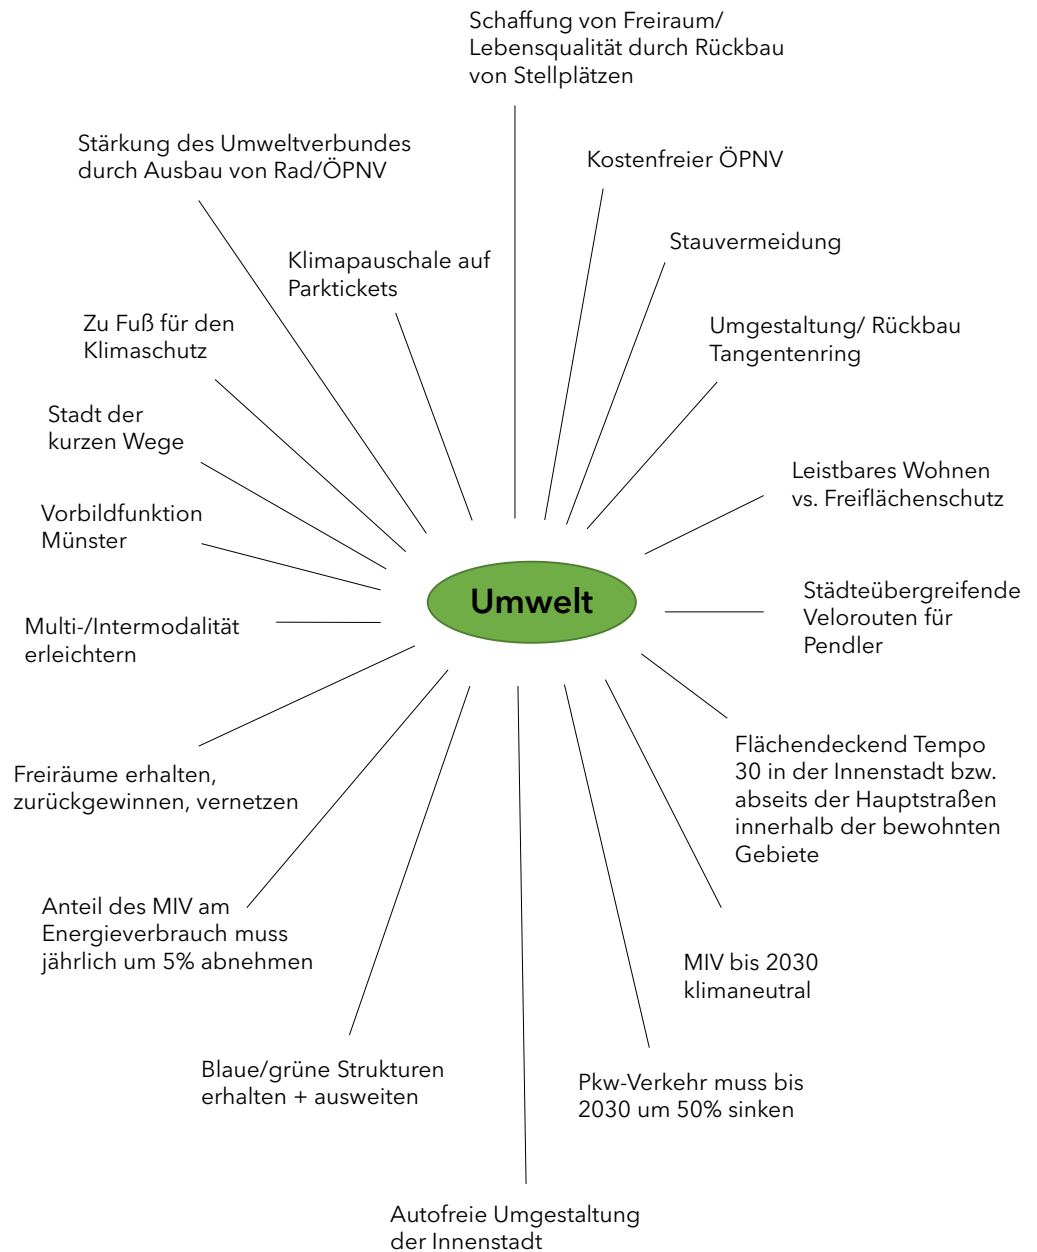 Schaffung von Freiraum/
Lebensqualität durch Rückbau
von Stellplätzen
Stärkung des Umweltverbundes
durch Ausbau von Rad/ÖPNV
Kostenfreier ÖPNV
Klimapauschale auf
Parktickets
Stauvermeidung
Zu Fuß für den
Klimaschutz
Umgestaltung/ Rückbau
Tangentenring
Stadt der
kurzen Wege
Leistbares Wohnen
vs. Freiflächenschutz
Vorbildfunktion
Münster
Umwelt
Städteübergreifende
Velorouten für
Pendler
Multi-/Intermodalität
erleichtern
Flächendeckend Tempo
30 in der Innenstadt bzw.
abseits der Hauptstraßen
innerhalb der bewohnten
Gebiete
Freiräume erhalten,
zurückgewinnen, vernetzen
Anteil des MIV am
Energieverbrauch muss
jährlich um 5% abnehmen
MIV bis 2030
klimaneutral
Blaue/grüne Strukturen
erhalten + ausweiten
Pkw-Verkehr muss bis
2030 um 50% sinken
Autofreie Umgestaltung
der Innenstadt